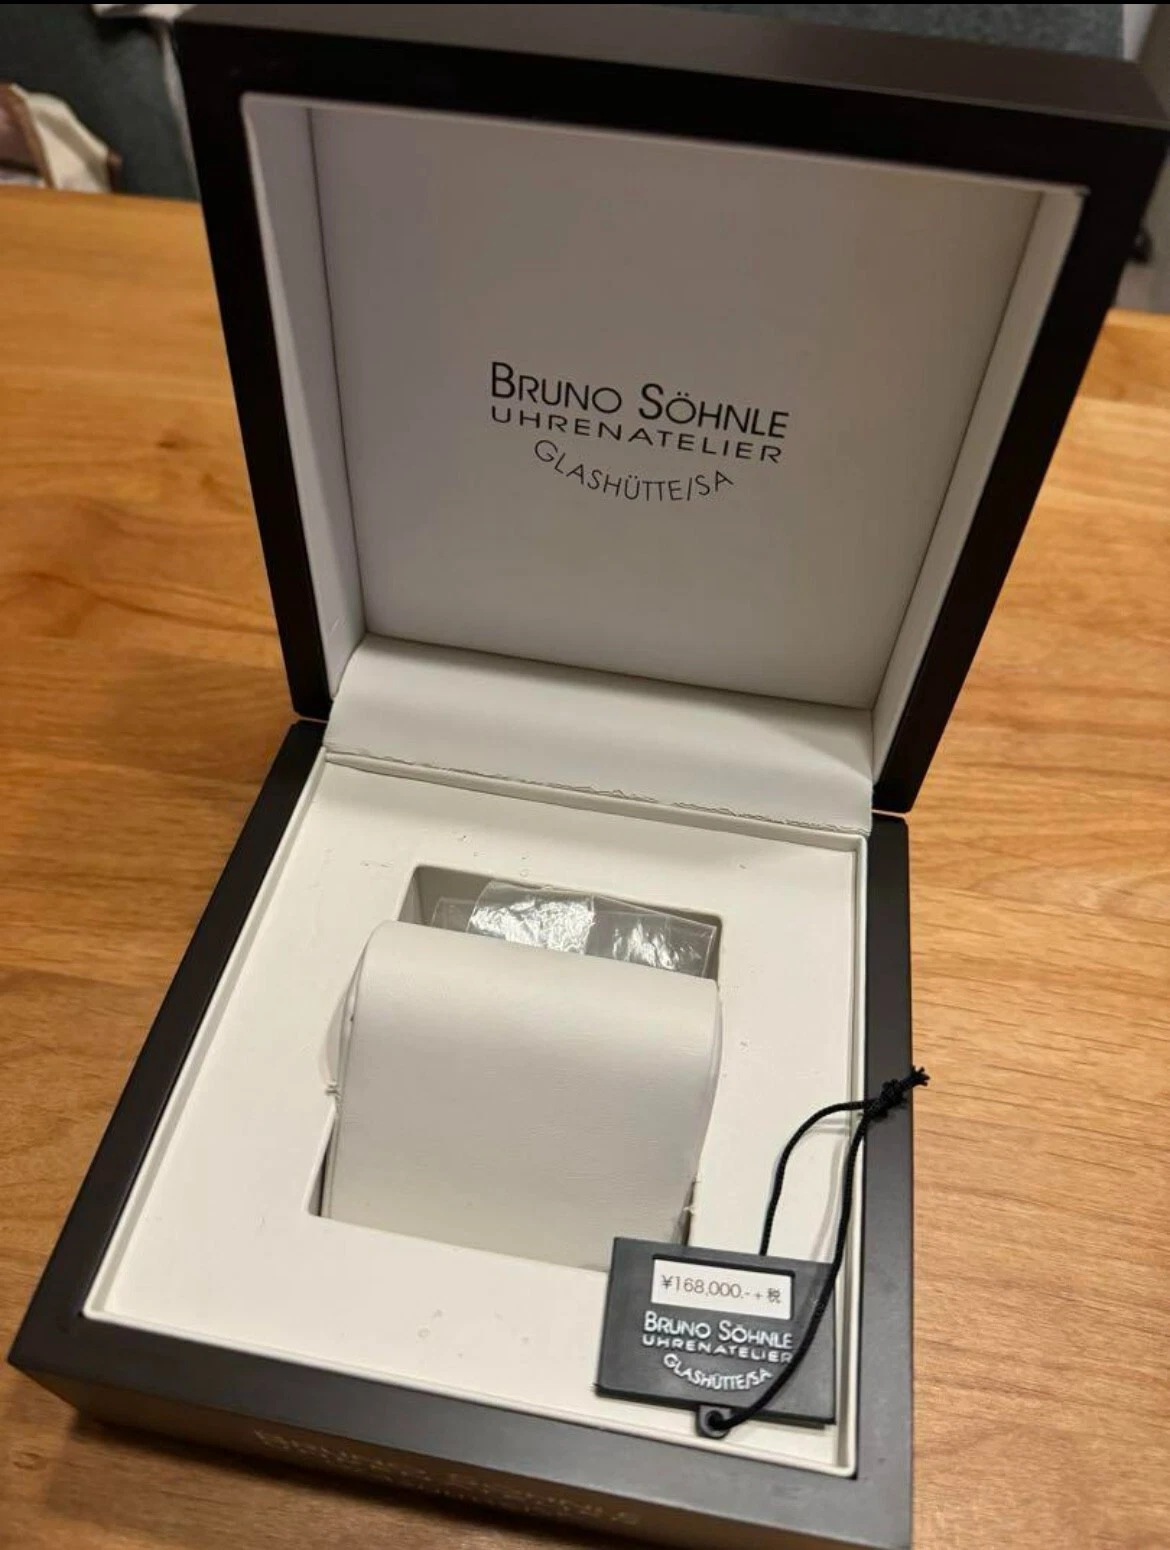 BRUNO SÖHNLE
UHRENATELIER
GLASHÜTTE/SA
¥168,000.-+税
BRUNO SÖHNLE
UHRENATELIER
GLASHÜTTE/SA